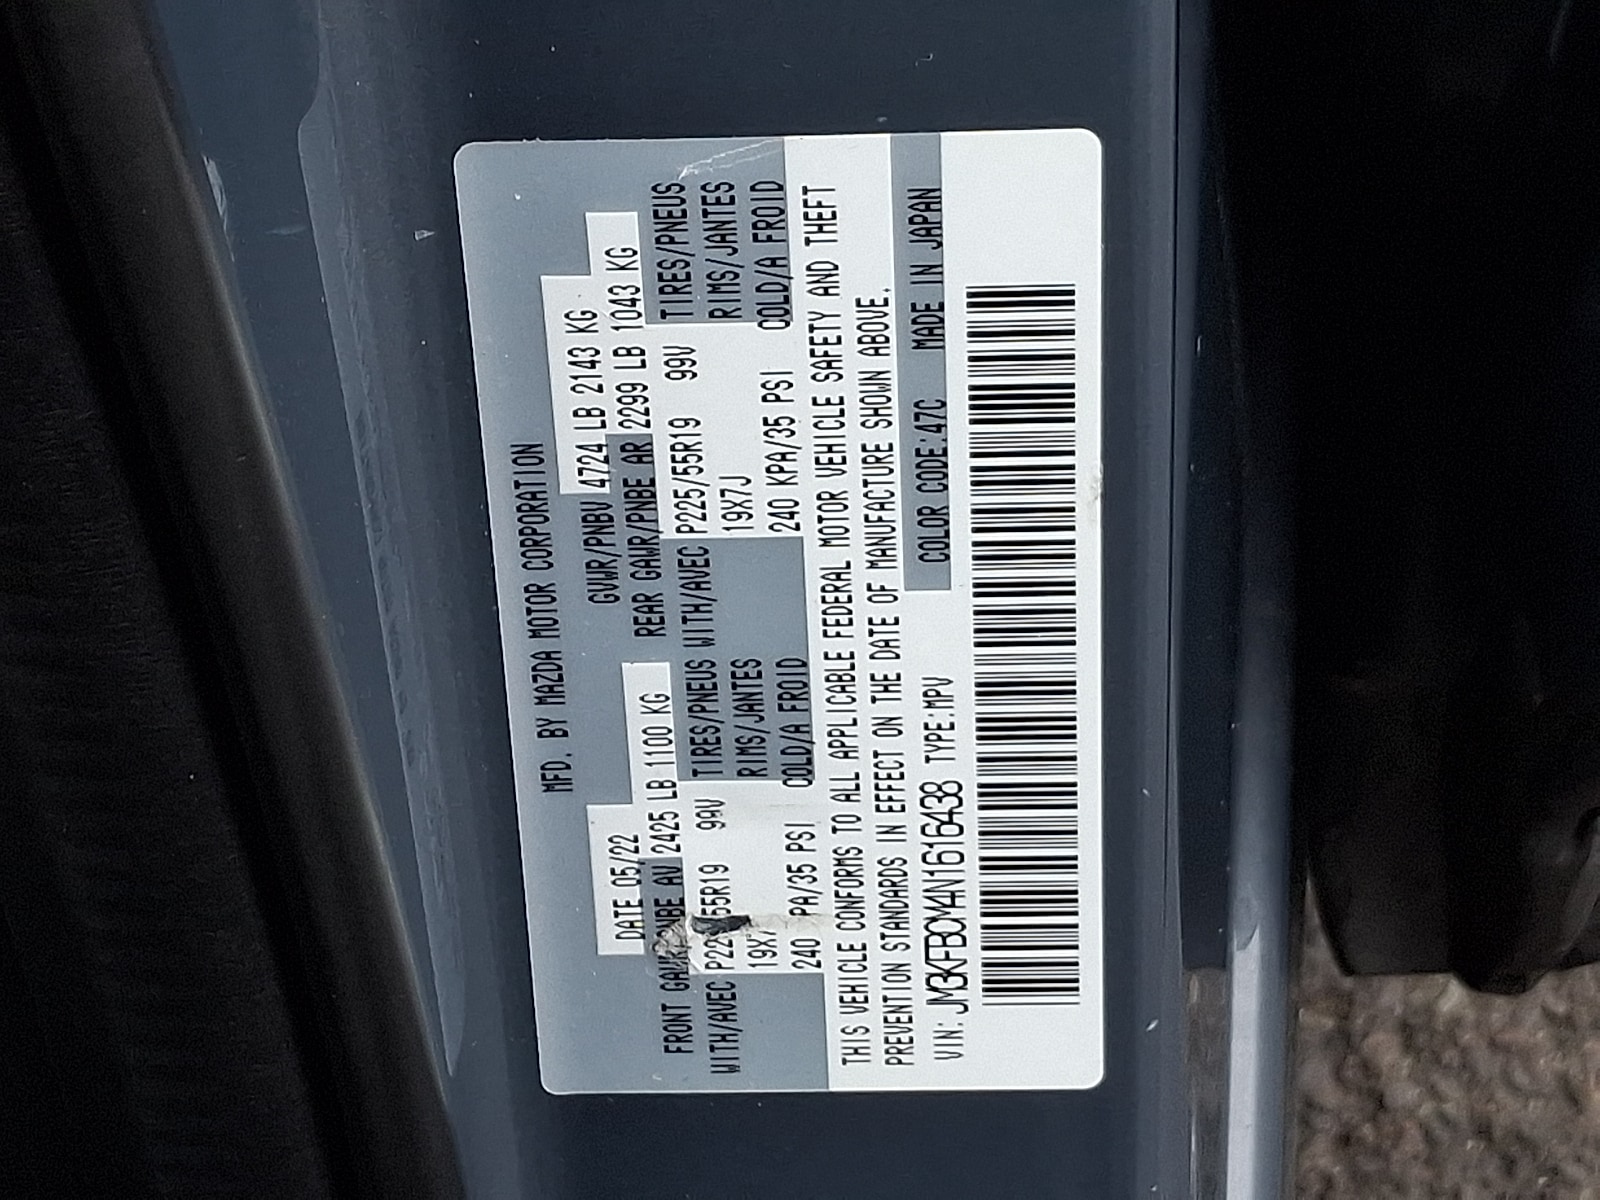 MFD. BY MAZDA MOTOR CORPORATION
DATE 05/22 GVWR/PNBV 4724 LB 2143 KG
FRONT GAWR/PNBE AV 2425 LB 1100 KG REAR GAWR/PNBE AR 2299 LB 1043 KG
WITH/AVEC 99V TIRES/PNEUS WITH/AVEC P225/55R19 99V TIRES/PNEUS
RIMS/JANTES 19X7J RIMS/JANTES
240 PA/35 PSI COLD/A FROID 240 KPA/35 PSI COLD/A FROID
THIS VEHICLE CONFORMS TO ALL APPLICABLE FEDERAL MOTOR VEHICLE SAFETY AND THEFT
PREVENTION STANDARDS IN EFFECT ON THE DATE OF MANUFACTURE SHOWN ABOVE.
VIN: JM3KFBCM4N1616438 TYPE:MPV COLOR CODE:47C MADE IN JAPAN